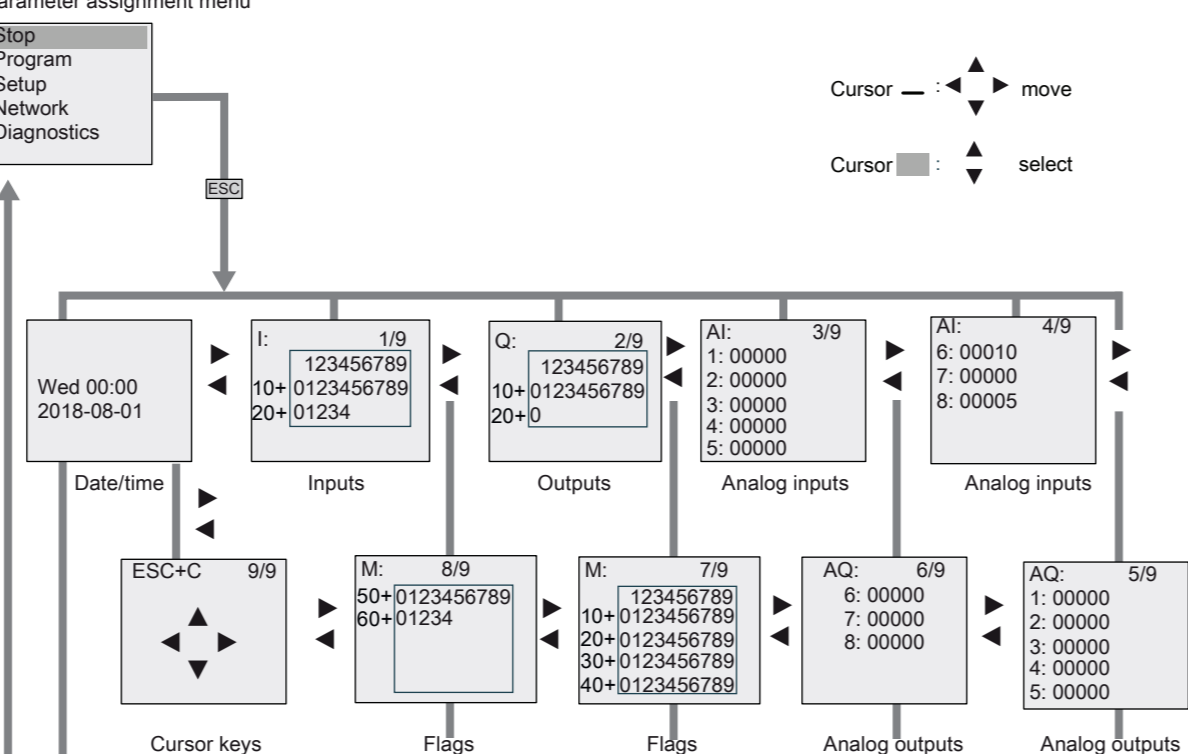 arameter assignment menu
Stop
Program
Setup
Network
Diagnostics
Cursor : move
Cursor : select
ESC
Wed 00:00
2018-08-01
Date/time
I: 1/9
123456789
10+0123456789
20+01234
Inputs
Q: 2/9
123456789
10+0123456789
20+0
Outputs
AI: 3/9
1: 00000
2: 00000
3: 00000
4: 00000
5: 00000
Analog inputs
AI: 4/9
6: 00010
7: 00000
8: 00005
Analog inputs
ESC+C 9/9
Cursor keys
M: 8/9
50+0123456789
60+01234
Flags
M: 7/9
123456789
10+0123456789
20+0123456789
30+0123456789
40+0123456789
Flags
AQ: 6/9
6: 00000
7: 00000
8: 00000
Analog outputs
AQ: 5/9
1: 00000
2: 00000
3: 00000
4: 00000
5: 00000
Analog outputs